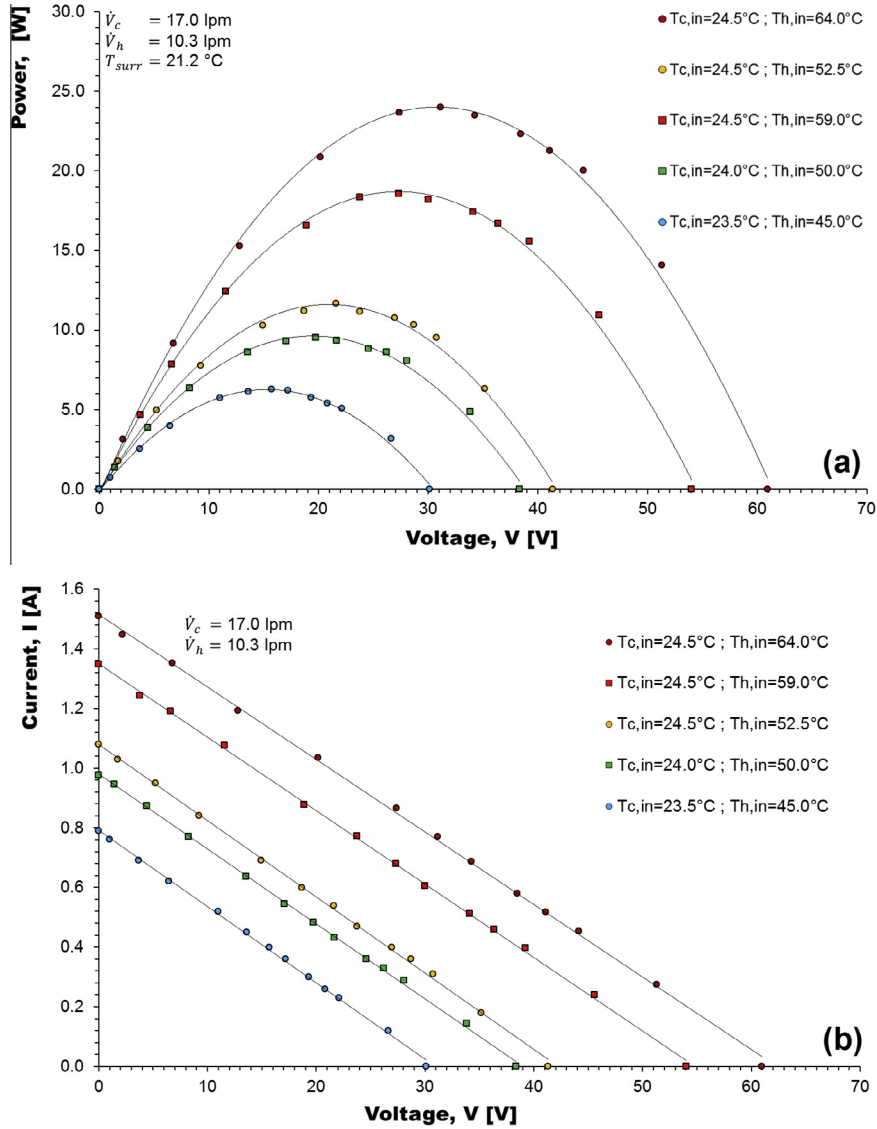 Power, [W]
30.0
25.0
20.0
15.0
10.0
5.0
0.0
V̇c = 17.0 lpm
V̇h = 10.3 lpm
Tsurr = 21.2 °C
Tc,in=24.5°C ; Th,in=64.0°C
Tc,in=24.5°C ; Th,in=52.5°C
Tc,in=24.5°C ; Th,in=59.0°C
Tc,in=24.0°C ; Th,in=50.0°C
Tc,in=23.5°C ; Th,in=45.0°C
(a)
0 10 20 30 40 50 60 70
Voltage, V [V]
Current, I [A]
1.6
1.4
1.2
1.0
0.8
0.6
0.4
0.2
0.0
V̇c = 17.0 lpm
V̇h = 10.3 lpm
Tc,in=24.5°C ; Th,in=64.0°C
Tc,in=24.5°C ; Th,in=59.0°C
Tc,in=24.5°C ; Th,in=52.5°C
Tc,in=24.0°C ; Th,in=50.0°C
Tc,in=23.5°C ; Th,in=45.0°C
(b)
0 10 20 30 40 50 60 70
Voltage, V [V]